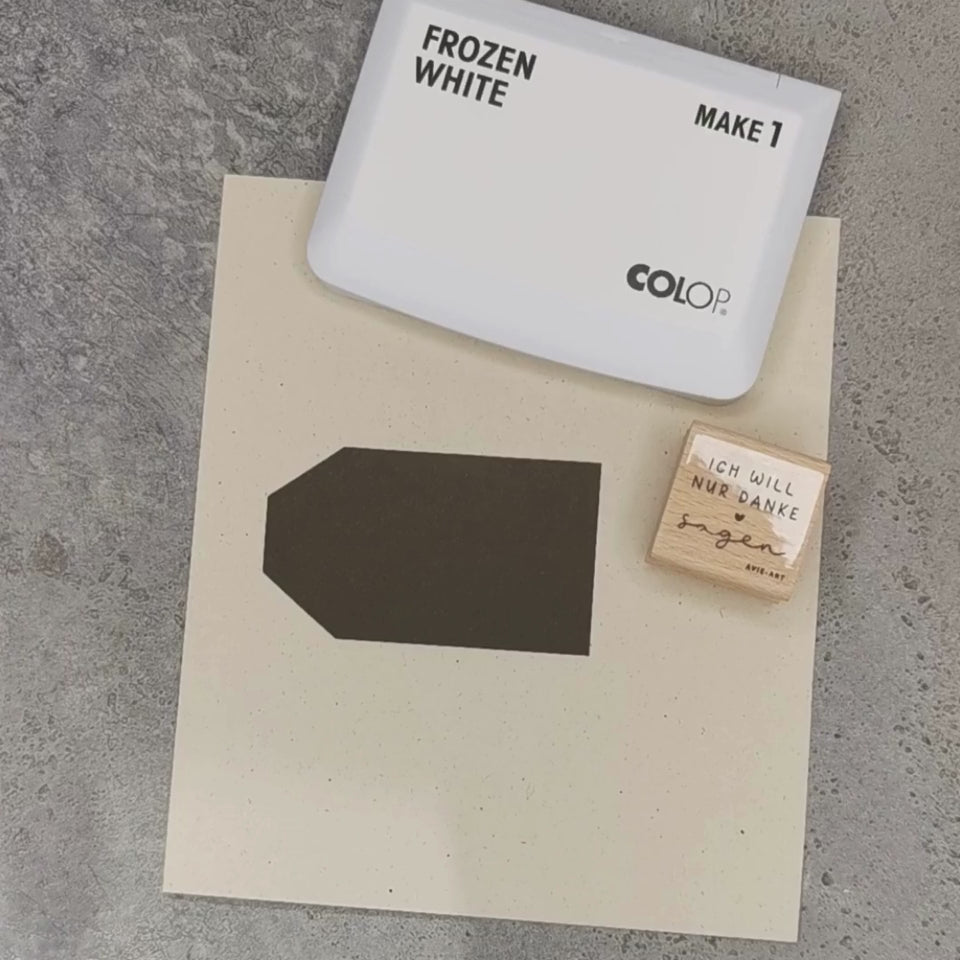 FROZEN
WHITE
MAKE 1
COLOP
ICH WILL
NUR DANKE
sagen
AVIE-ART